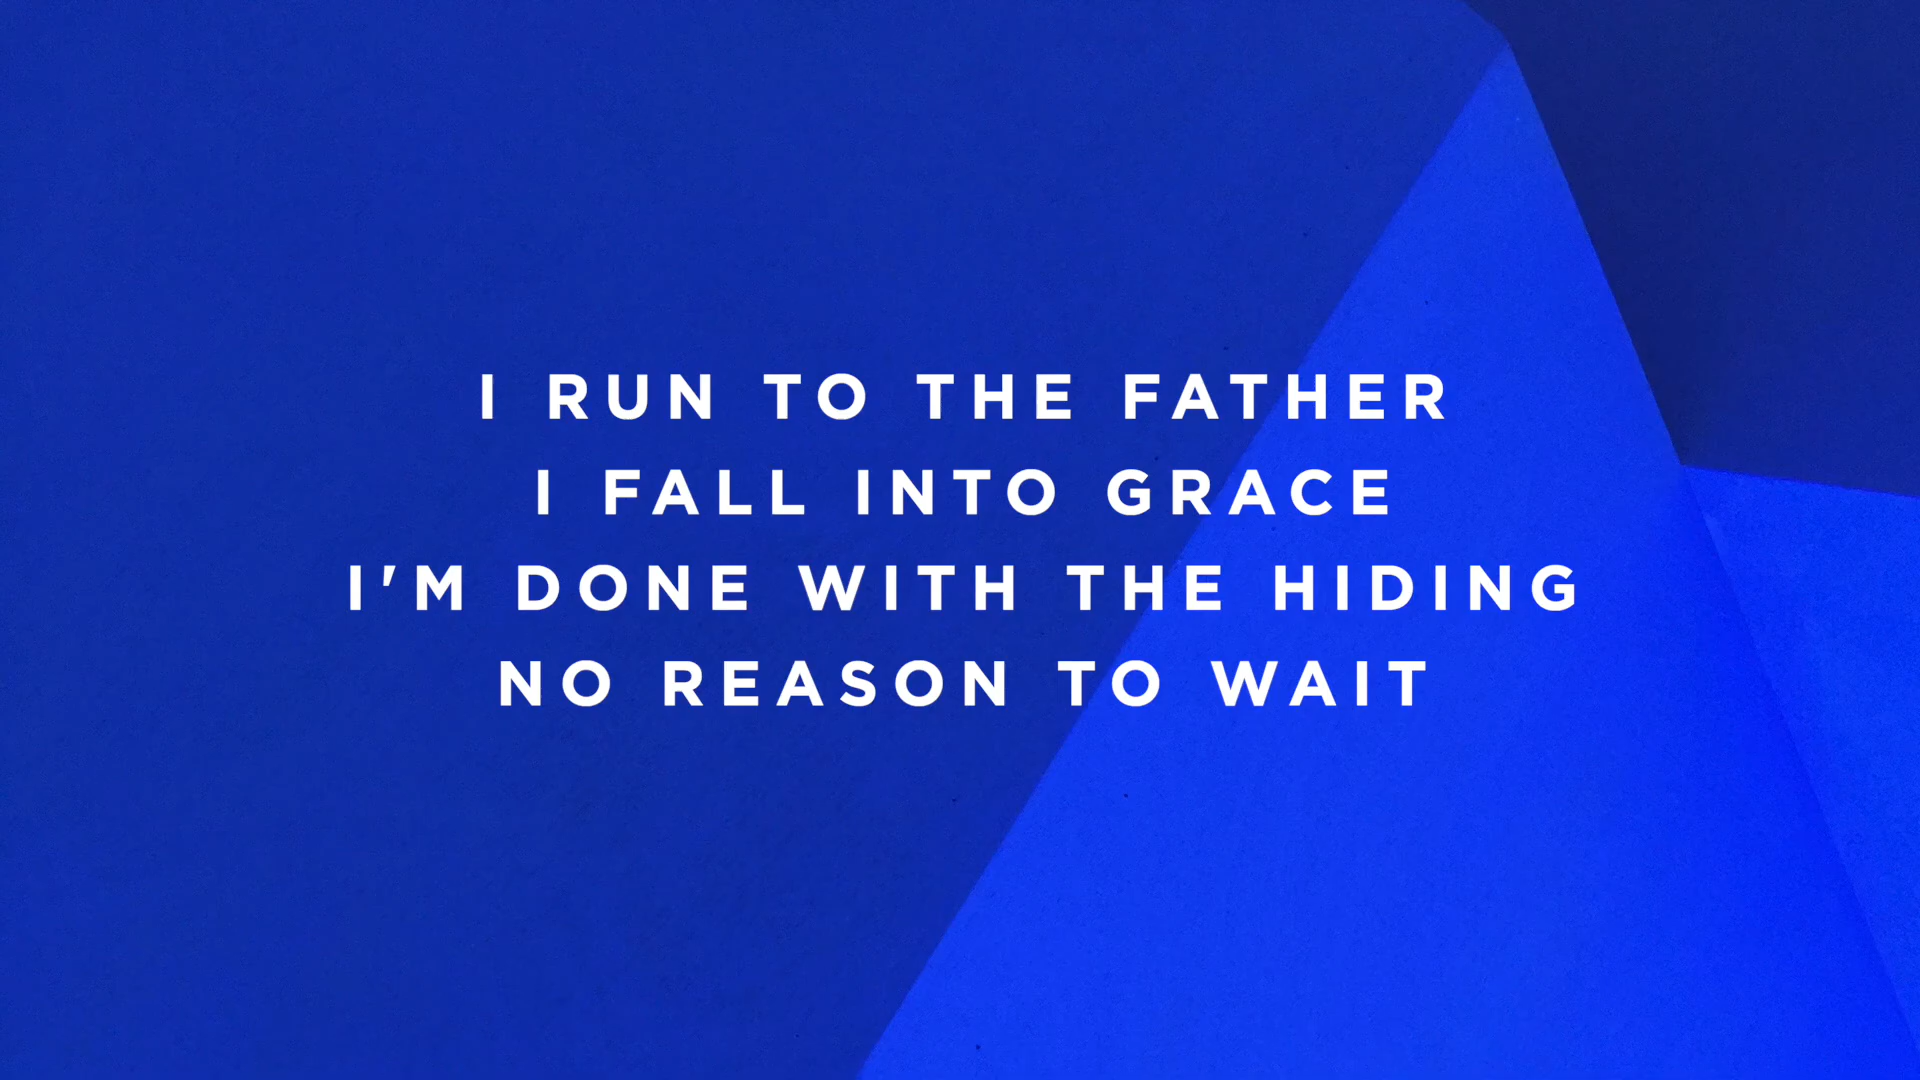 I RUN TO THE FATHER
I FALL INTO GRACE
I'M DONE WITH THE HIDING
NO REASON TO WAIT